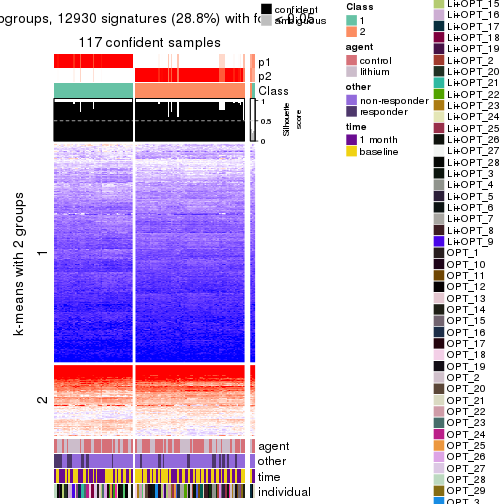 ogroups, 12930 signatures (28.8%) with fdr < 0.05
confident
ambiguous
117 confident samples
p1
p2
Class
1
0.5
0
Silhouette
score
k-means with 2 groups
1
2
agent
other
time
individual
Class
1
2
agent
control
lithium
other
non-responder
responder
time
1 month
baseline
Li+OPT_15
Li+OPT_16
Li+OPT_17
Li+OPT_18
Li+OPT_19
Li+OPT_2
Li+OPT_20
Li+OPT_21
Li+OPT_22
Li+OPT_23
Li+OPT_24
Li+OPT_25
Li+OPT_26
Li+OPT_27
Li+OPT_28
Li+OPT_3
Li+OPT_4
Li+OPT_5
Li+OPT_6
Li+OPT_7
Li+OPT_8
Li+OPT_9
OPT_1
OPT_10
OPT_11
OPT_12
OPT_13
OPT_14
OPT_15
OPT_16
OPT_17
OPT_18
OPT_19
OPT_2
OPT_20
OPT_21
OPT_22
OPT_23
OPT_24
OPT_25
OPT_26
OPT_27
OPT_28
OPT_29
OPT_3